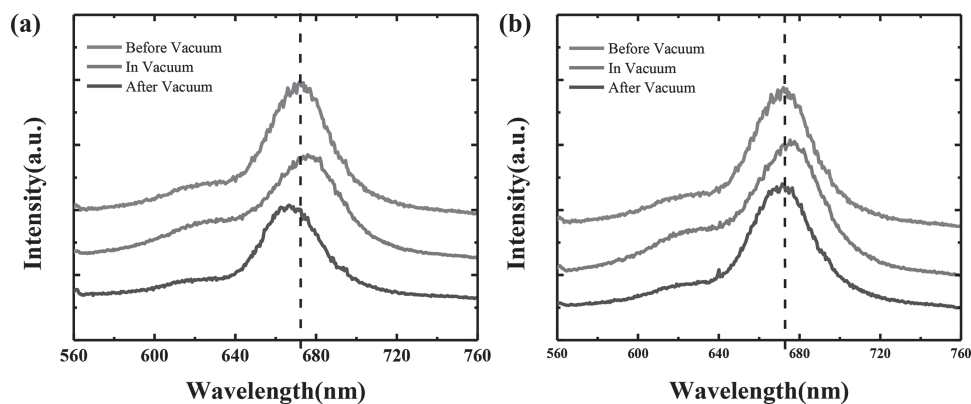 (a)
Before Vacuum
In Vacuum
After Vacuum
Intensity(a.u.)
560 600 640 680 720 760
Wavelength(nm)
(b)
Before Vacuum
In Vacuum
After Vacuum
Intensity(a.u.)
560 600 640 680 720 760
Wavelength(nm)